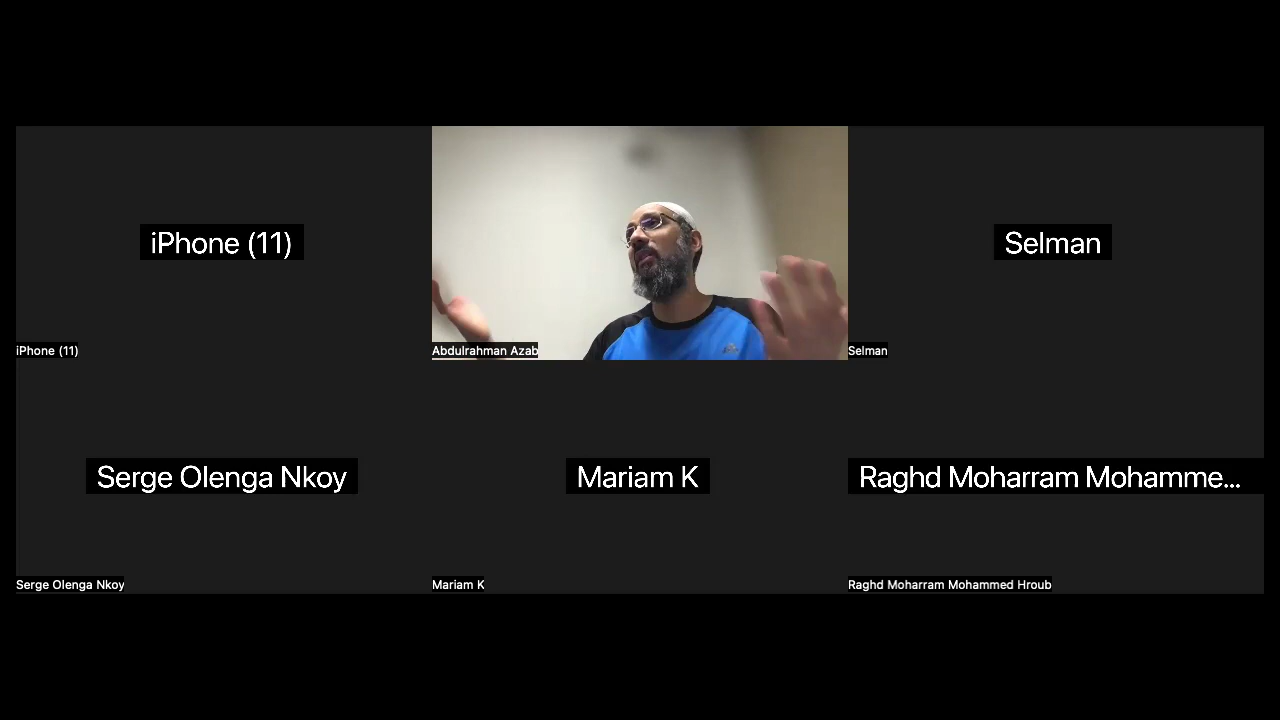 iPhone (11)
Selman
iPhone (11)
Abdulrahman Azab
Selman
Serge Olenga Nkoy
Mariam K
Raghd Moharram Mohamme...
Serge Olenga Nkoy
Mariam K
Raghd Moharram Mohammed Hroub